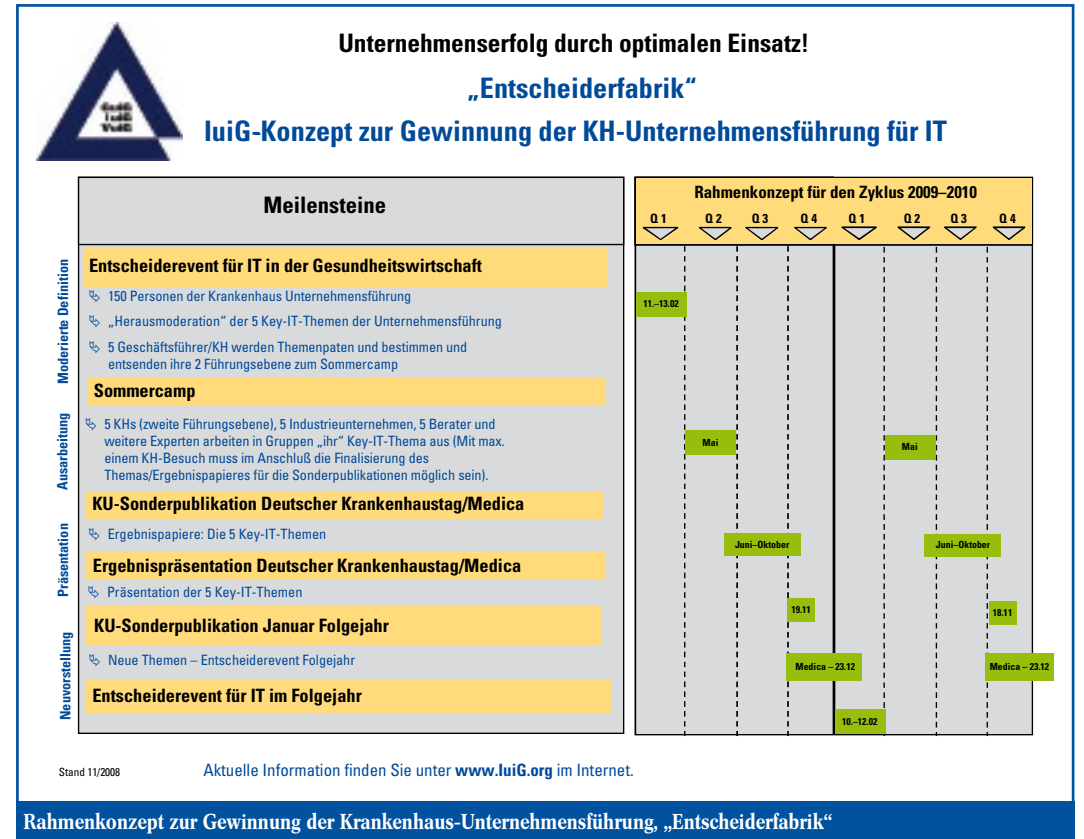 Unternehmenserfolg durch optimalen Einsatz!
„Entscheiderfabrik“
IuiG-Konzept zur Gewinnung der KH-Unternehmensführung für IT
GuiG
IuiG
VuiG
Meilensteine
Rahmenkonzept für den Zyklus 2009–2010
Q 1 Q 2 Q 3 Q 4 Q 1 Q 2 Q 3 Q 4
Moderierte Definition
Entscheiderevent für IT in der Gesundheitswirtschaft
150 Personen der Krankenhaus Unternehmensführung
„Herausmoderation“ der 5 Key-IT-Themen der Unternehmensführung
5 Geschäftsführer/KH werden Themenpaten und bestimmen und
entsenden ihre 2 Führungsebene zum Sommercamp
11.–13.02
Ausarbeitung
Sommercamp
5 KHs (zweite Führungsebene), 5 Industrieunternehmen, 5 Berater und
weitere Experten arbeiten in Gruppen „ihr“ Key-IT-Thema aus (Mit max.
einem KH-Besuch muss im Anschluß die Finalisierung des
Themas/Ergebnispapieres für die Sonderpublikationen möglich sein).
Mai Mai
Präsentation
KU-Sonderpublikation Deutscher Krankenhaustag/Medica
Ergebnispapiere: Die 5 Key-IT-Themen
Juni–Oktober Juni–Oktober
Ergebnispräsentation Deutscher Krankenhaustag/Medica
Präsentation der 5 Key-IT-Themen
19.11 18.11
Neuvorstellung
KU-Sonderpublikation Januar Folgejahr
Neue Themen – Entscheiderevent Folgejahr
Medica – 23.12 Medica – 23.12
Entscheiderevent für IT im Folgejahr
10.–12.02
Stand 11/2008
Aktuelle Information finden Sie unter www.IuiG.org im Internet.
Rahmenkonzept zur Gewinnung der Krankenhaus-Unternehmensführung, „Entscheiderfabrik“